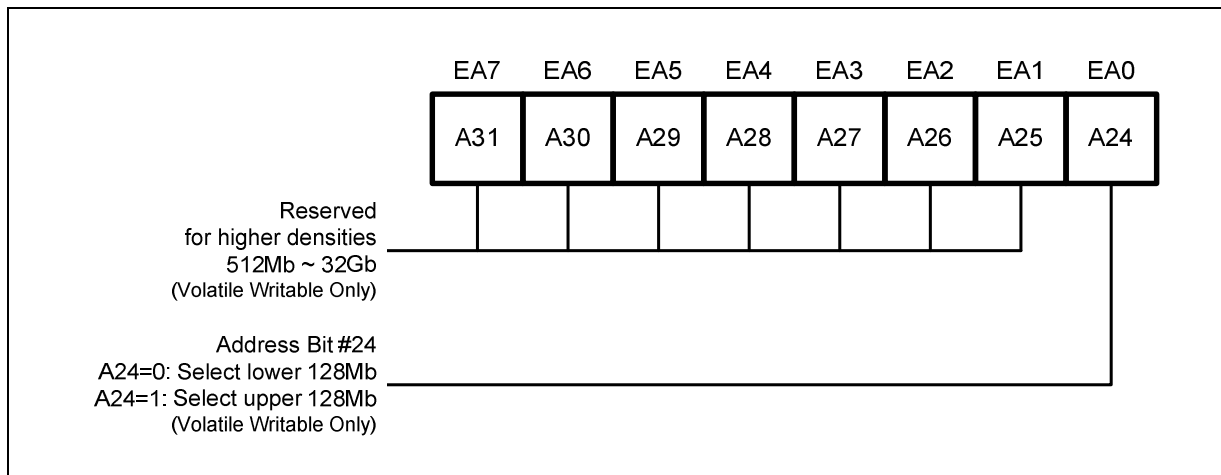 EA7 EA6 EA5 EA4 EA3 EA2 EA1 EA0
A31 A30 A29 A28 A27 A26 A25 A24
Reserved
for higher densities
512Mb ~ 32Gb
(Volatile Writable Only)
Address Bit #24
A24=0: Select lower 128Mb
A24=1: Select upper 128Mb
(Volatile Writable Only)